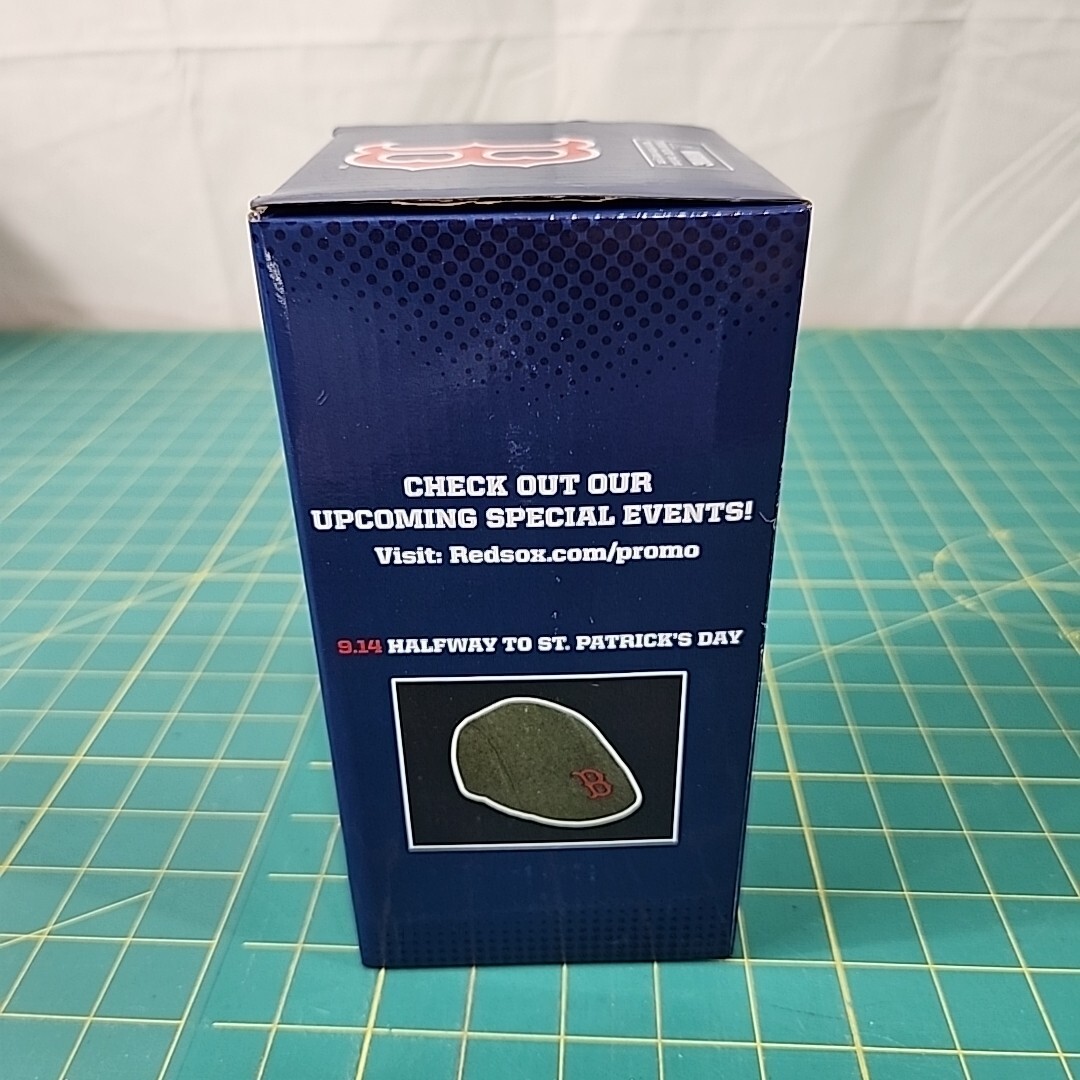 B
CHECK OUT OUR
UPCOMING SPECIAL EVENTS!
Visit: Redsox.com/promo
9.14 HALFWAY TO ST. PATRICK'S DAY
B